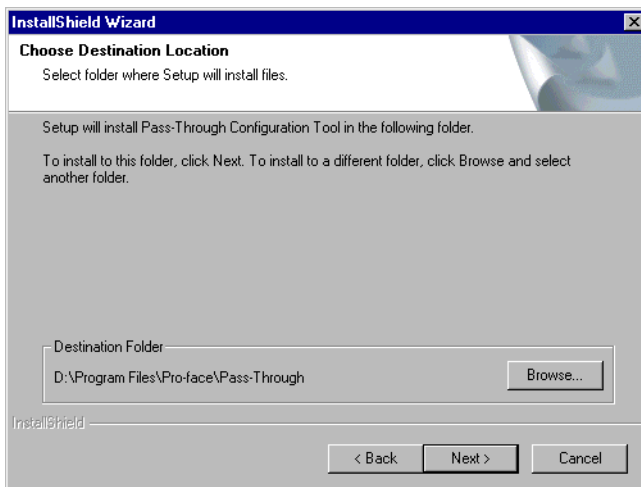 InstallShield Wizard
Choose Destination Location
Select folder where Setup will install files.
Setup will install Pass-Through Configuration Tool in the following folder.
To install to this folder, click Next. To install to a different folder, click Browse and select
another folder.
Destination Folder
D:\Program Files\Pro-face\Pass-Through
Browse...
InstallShield
< Back
Next >
Cancel